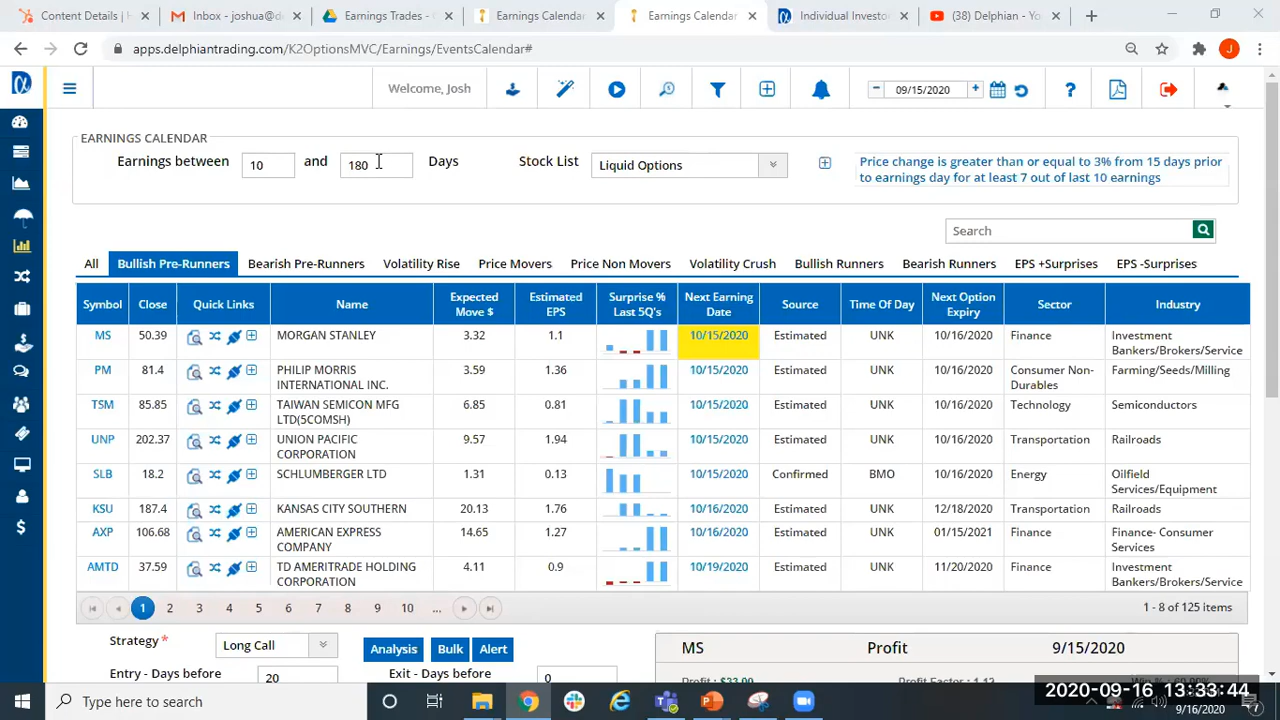 Content Details | H
Inbox - joshua@d
Earnings Trades - C
Earnings Calendar
Earnings Calendar
Individual Investor
(38) Delphian - Yo
apps.delphiantrading.com/K2OptionsMVC/Earnings/EventsCalendar#
J
Welcome, Josh
09/15/2020
EARNINGS CALENDAR
Earnings between 10 and 180 Days
Stock List Liquid Options
Price change is greater than or equal to 3% from 15 days prior
to earnings day for at least 7 out of last 10 earnings
Search
All Bullish Pre-Runners Bearish Pre-Runners Volatility Rise Price Movers Price Non Movers Volatility Crush Bullish Runners Bearish Runners EPS +Surprises EPS -Surprises
Symbol Close Quick Links Name Expected Move $ Estimated EPS Surprise % Last 5Q's Next Earning Date Source Time Of Day Next Option Expiry Sector Industry
MS 50.39 MORGAN STANLEY 3.32 1.1 10/15/2020 Estimated UNK 10/16/2020 Finance Investment Bankers/Brokers/Service
PM 81.4 PHILIP MORRIS INTERNATIONAL INC. 3.59 1.36 10/15/2020 Estimated UNK 10/16/2020 Consumer Non-Durables Farming/Seeds/Milling
TSM 85.85 TAIWAN SEMICON MFG LTD(5COMSH) 6.85 0.81 10/15/2020 Estimated UNK 10/16/2020 Technology Semiconductors
UNP 202.37 UNION PACIFIC CORPORATION 9.57 1.94 10/15/2020 Estimated UNK 10/16/2020 Transportation Railroads
SLB 18.2 SCHLUMBERGER LTD 1.31 0.13 10/15/2020 Confirmed BMO 10/16/2020 Energy Oilfield Services/Equipment
KSU 187.4 KANSAS CITY SOUTHERN 20.13 1.76 10/16/2020 Estimated UNK 12/18/2020 Transportation Railroads
AXP 106.68 AMERICAN EXPRESS COMPANY 14.65 1.27 10/16/2020 Estimated UNK 01/15/2021 Finance Finance- Consumer Services
AMTD 37.59 TD AMERITRADE HOLDING CORPORATION 4.11 0.9 10/19/2020 Estimated UNK 11/20/2020 Finance Investment Bankers/Brokers/Service
1 2 3 4 5 6 7 8 9 10 ...
1 - 8 of 125 items
Strategy * Long Call Analysis Bulk Alert
MS Profit 9/15/2020
Entry - Days before 20 Exit - Days before 0
Profit : $33.00
2020-09-16 13:33:44
Type here to search
9/16/2020